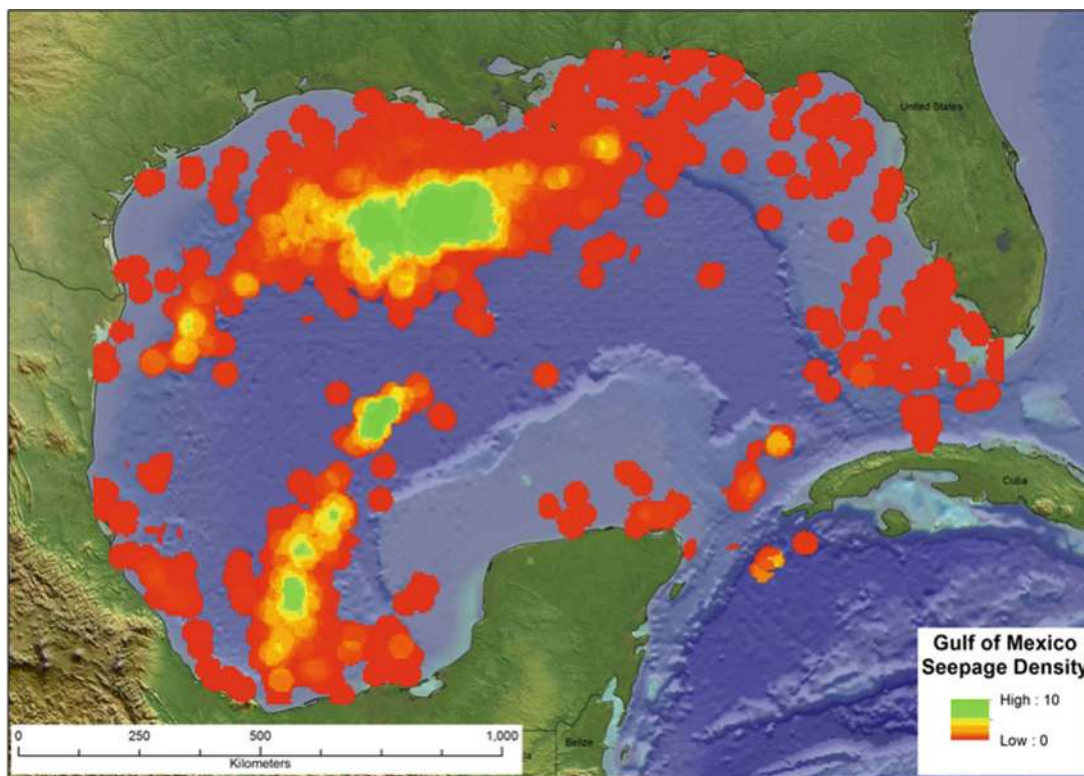 United States
Cuba
Gulf of Mexico
Seepage Density
High : 10
Low : 0
0 250 500 1,000
Kilometers
Belize